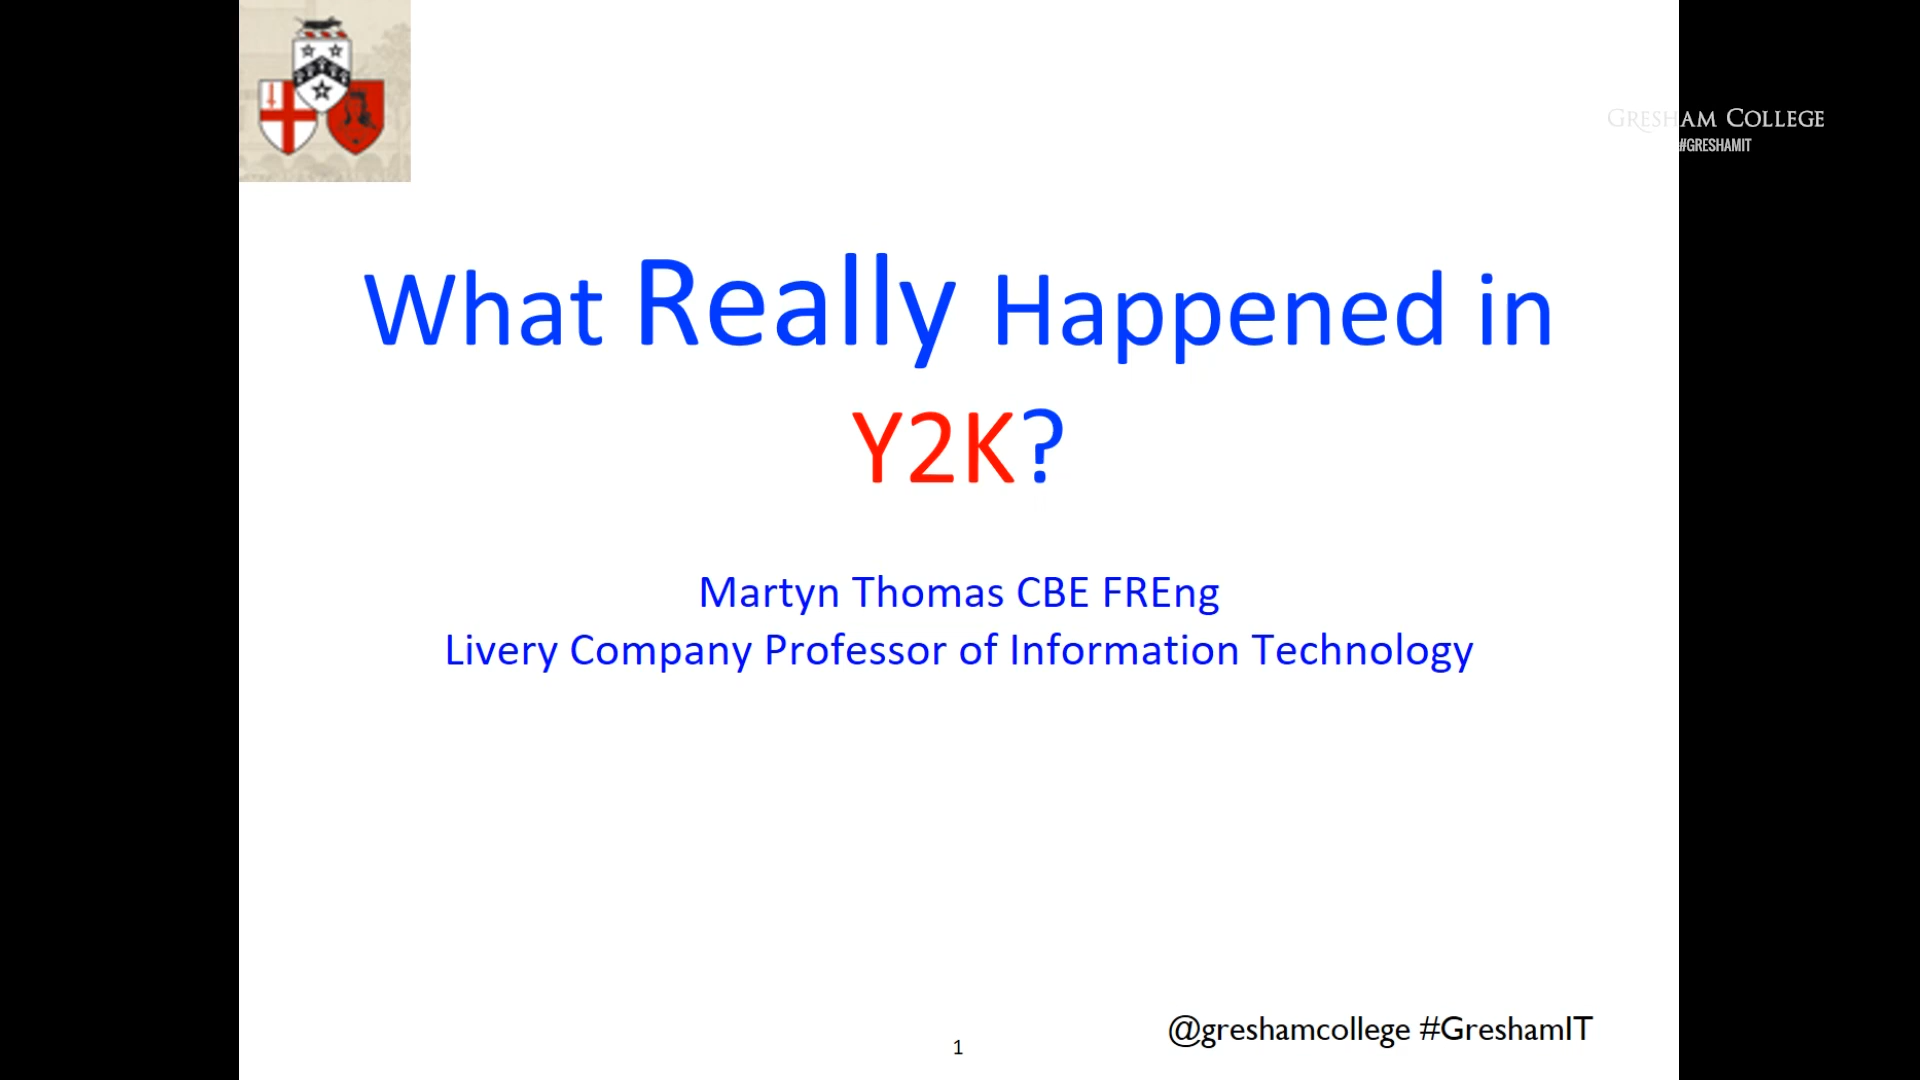 GRESHAM COLLEGE
#GRESHAMIT
What Really Happened in
Y2K?
Martyn Thomas CBE FREng
Livery Company Professor of Information Technology
@greshamcollege #GreshamIT
1